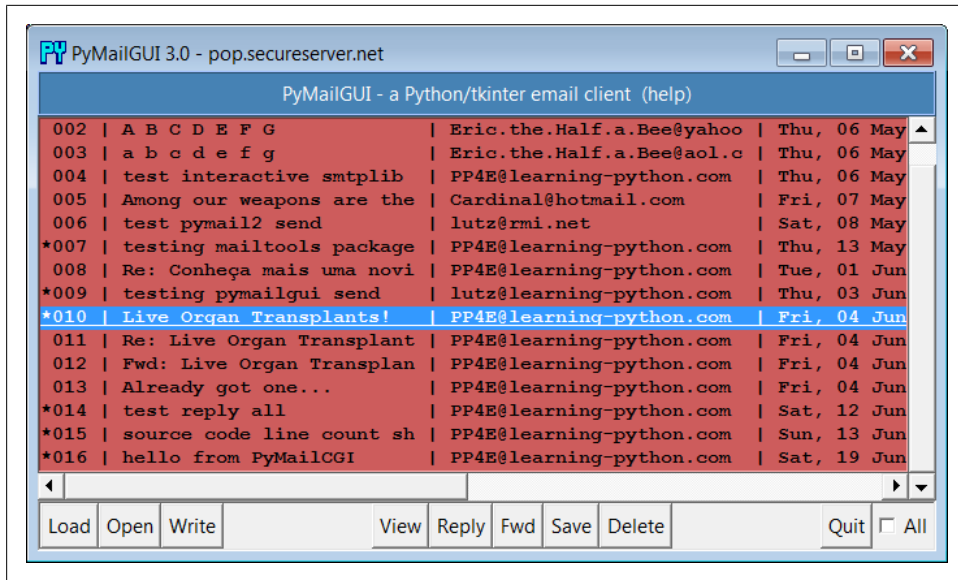 PY PyMailGUI 3.0 - pop.secureserver.net
PyMailGUI - a Python/tkinter email client (help)
002 | A B C D E F G | Eric.the.Half.a.Bee@yahoo | Thu, 06 May
003 | a b c d e f g | Eric.the.Half.a.Bee@aol.c | Thu, 06 May
004 | test interactive smtplib | PP4E@learning-python.com | Thu, 06 May
005 | Among our weapons are the | Cardinal@hotmail.com | Fri, 07 May
006 | test pymail2 send | lutz@rmi.net | Sat, 08 May
*007 | testing mailtools package | PP4E@learning-python.com | Thu, 13 May
008 | Re: Conheça mais uma novi | PP4E@learning-python.com | Tue, 01 Jun
*009 | testing pymailgui send | lutz@learning-python.com | Thu, 03 Jun
*010 | Live Organ Transplants! | PP4E@learning-python.com | Fri, 04 Jun
011 | Re: Live Organ Transplant | PP4E@learning-python.com | Fri, 04 Jun
012 | Fwd: Live Organ Transplan | PP4E@learning-python.com | Fri, 04 Jun
013 | Already got one... | PP4E@learning-python.com | Fri, 04 Jun
*014 | test reply all | PP4E@learning-python.com | Sat, 12 Jun
*015 | source code line count sh | PP4E@learning-python.com | Sun, 13 Jun
*016 | hello from PyMailCGI | PP4E@learning-python.com | Sat, 19 Jun
Load Open Write View Reply Fwd Save Delete Quit All